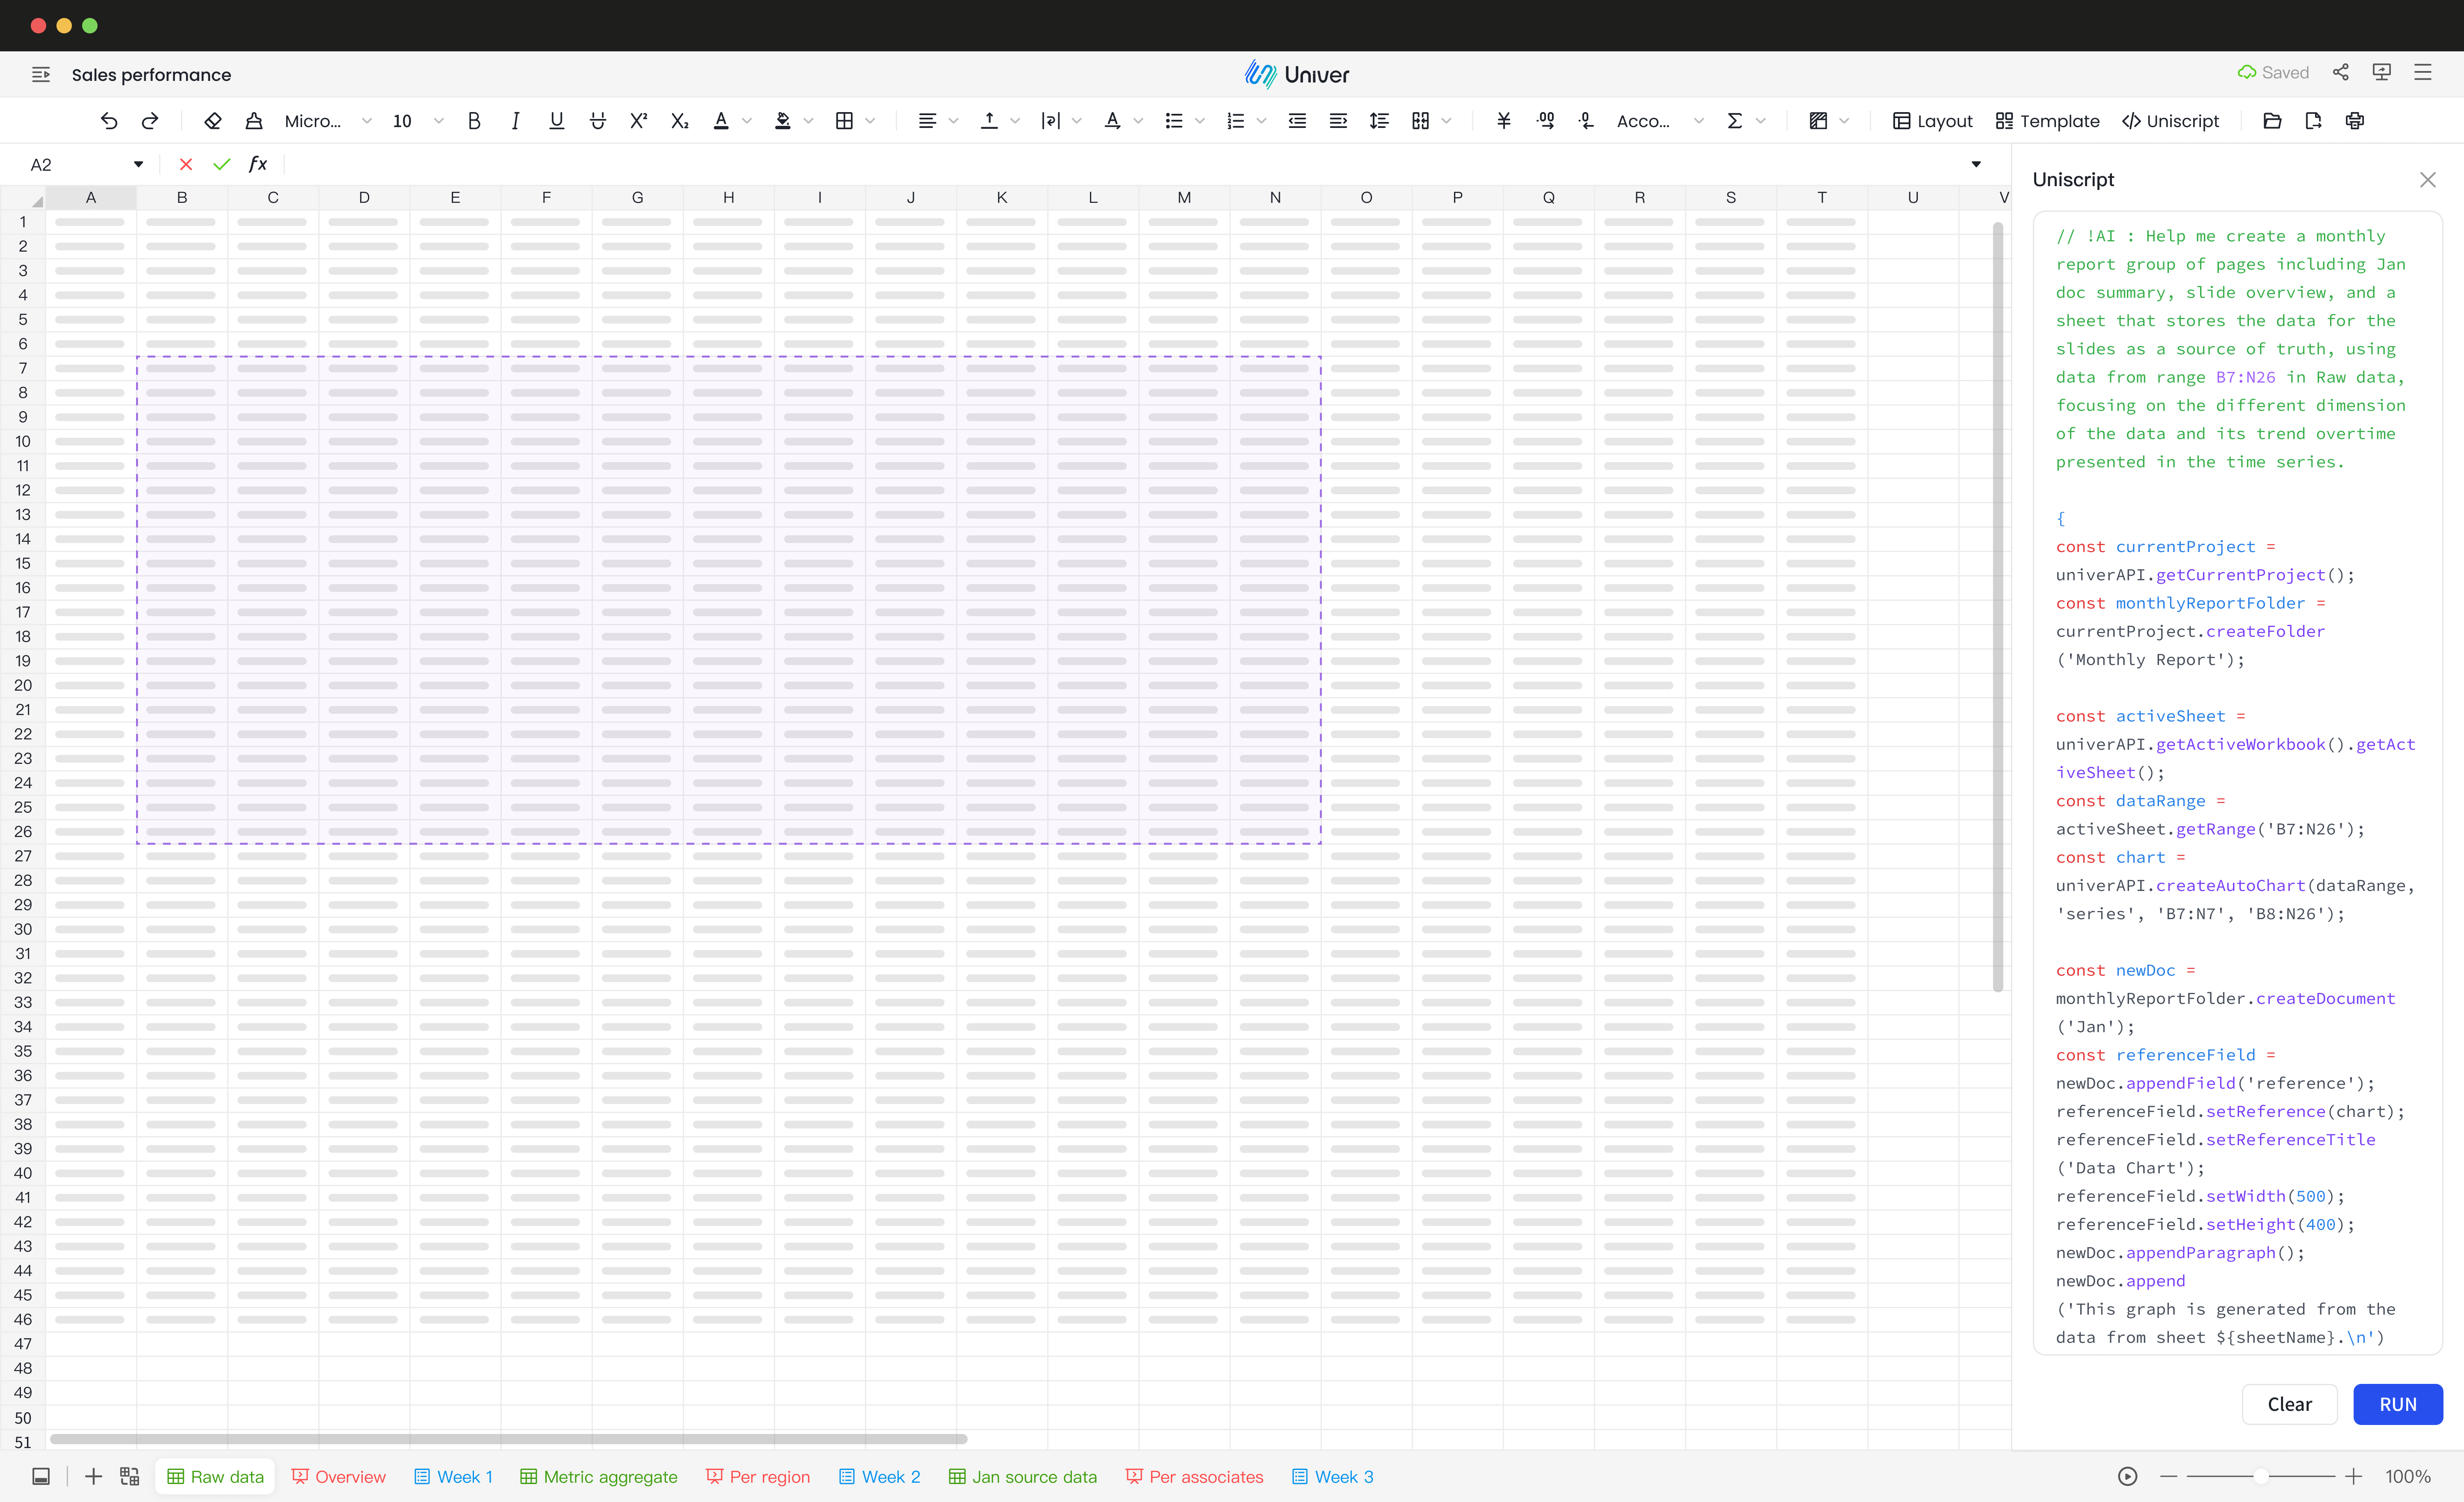 Sales performance
Univer
Saved
Micro...
10
B
I
U
X²
X₂
A
A
¥
.00
.0
Acco...
Σ
Layout
Template
Uniscript
A2
fx
A B C D E F G H I J K L M N O P Q R S T U V
1
2
3
4
5
6
7
8
9
10
11
12
13
14
15
16
17
18
19
20
21
22
23
24
25
26
27
28
29
30
31
32
33
34
35
36
37
38
39
40
41
42
43
44
45
46
47
48
49
50
51
Uniscript
// !AI : Help me create a monthly
report group of pages including Jan
doc summary, slide overview, and a
sheet that stores the data for the
slides as a source of truth, using
data from range B7:N26 in Raw data,
focusing on the different dimension
of the data and its trend overtime
presented in the time series.
{
const currentProject =
univerAPI.getCurrentProject();
const monthlyReportFolder =
currentProject.createFolder
('Monthly Report');
const activeSheet =
univerAPI.getActiveWorkbook().getAct
iveSheet();
const dataRange =
activeSheet.getRange('B7:N26');
const chart =
univerAPI.createAutoChart(dataRange,
'series', 'B7:N7', 'B8:N26');
const newDoc =
monthlyReportFolder.createDocument
('Jan');
const referenceField =
newDoc.appendField('reference');
referenceField.setReference(chart);
referenceField.setReferenceTitle
('Data Chart');
referenceField.setWidth(500);
referenceField.setHeight(400);
newDoc.appendParagraph();
newDoc.append
('This graph is generated from the
data from sheet ${sheetName}.\n')
Clear
RUN
Raw data
Overview
Week 1
Metric aggregate
Per region
Week 2
Jan source data
Per associates
Week 3
100%